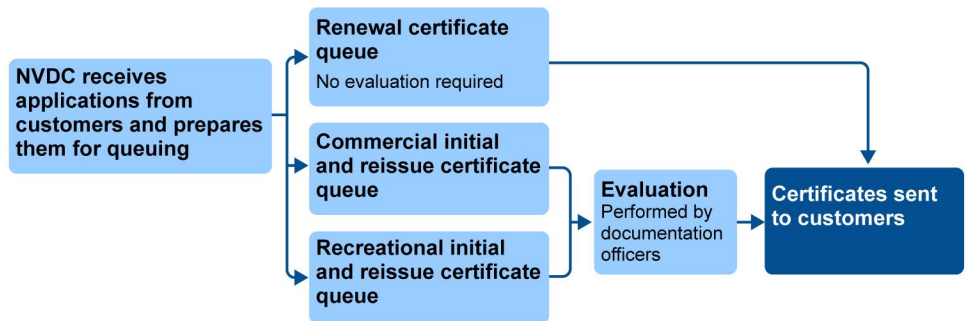 NVDC receives
applications from
customers and prepares
them for queuing
Renewal certificate
queue
No evaluation required
Commercial initial
and reissue certificate
queue
Recreational initial
and reissue certificate
queue
Evaluation
Performed by
documentation
officers
Certificates sent
to customers